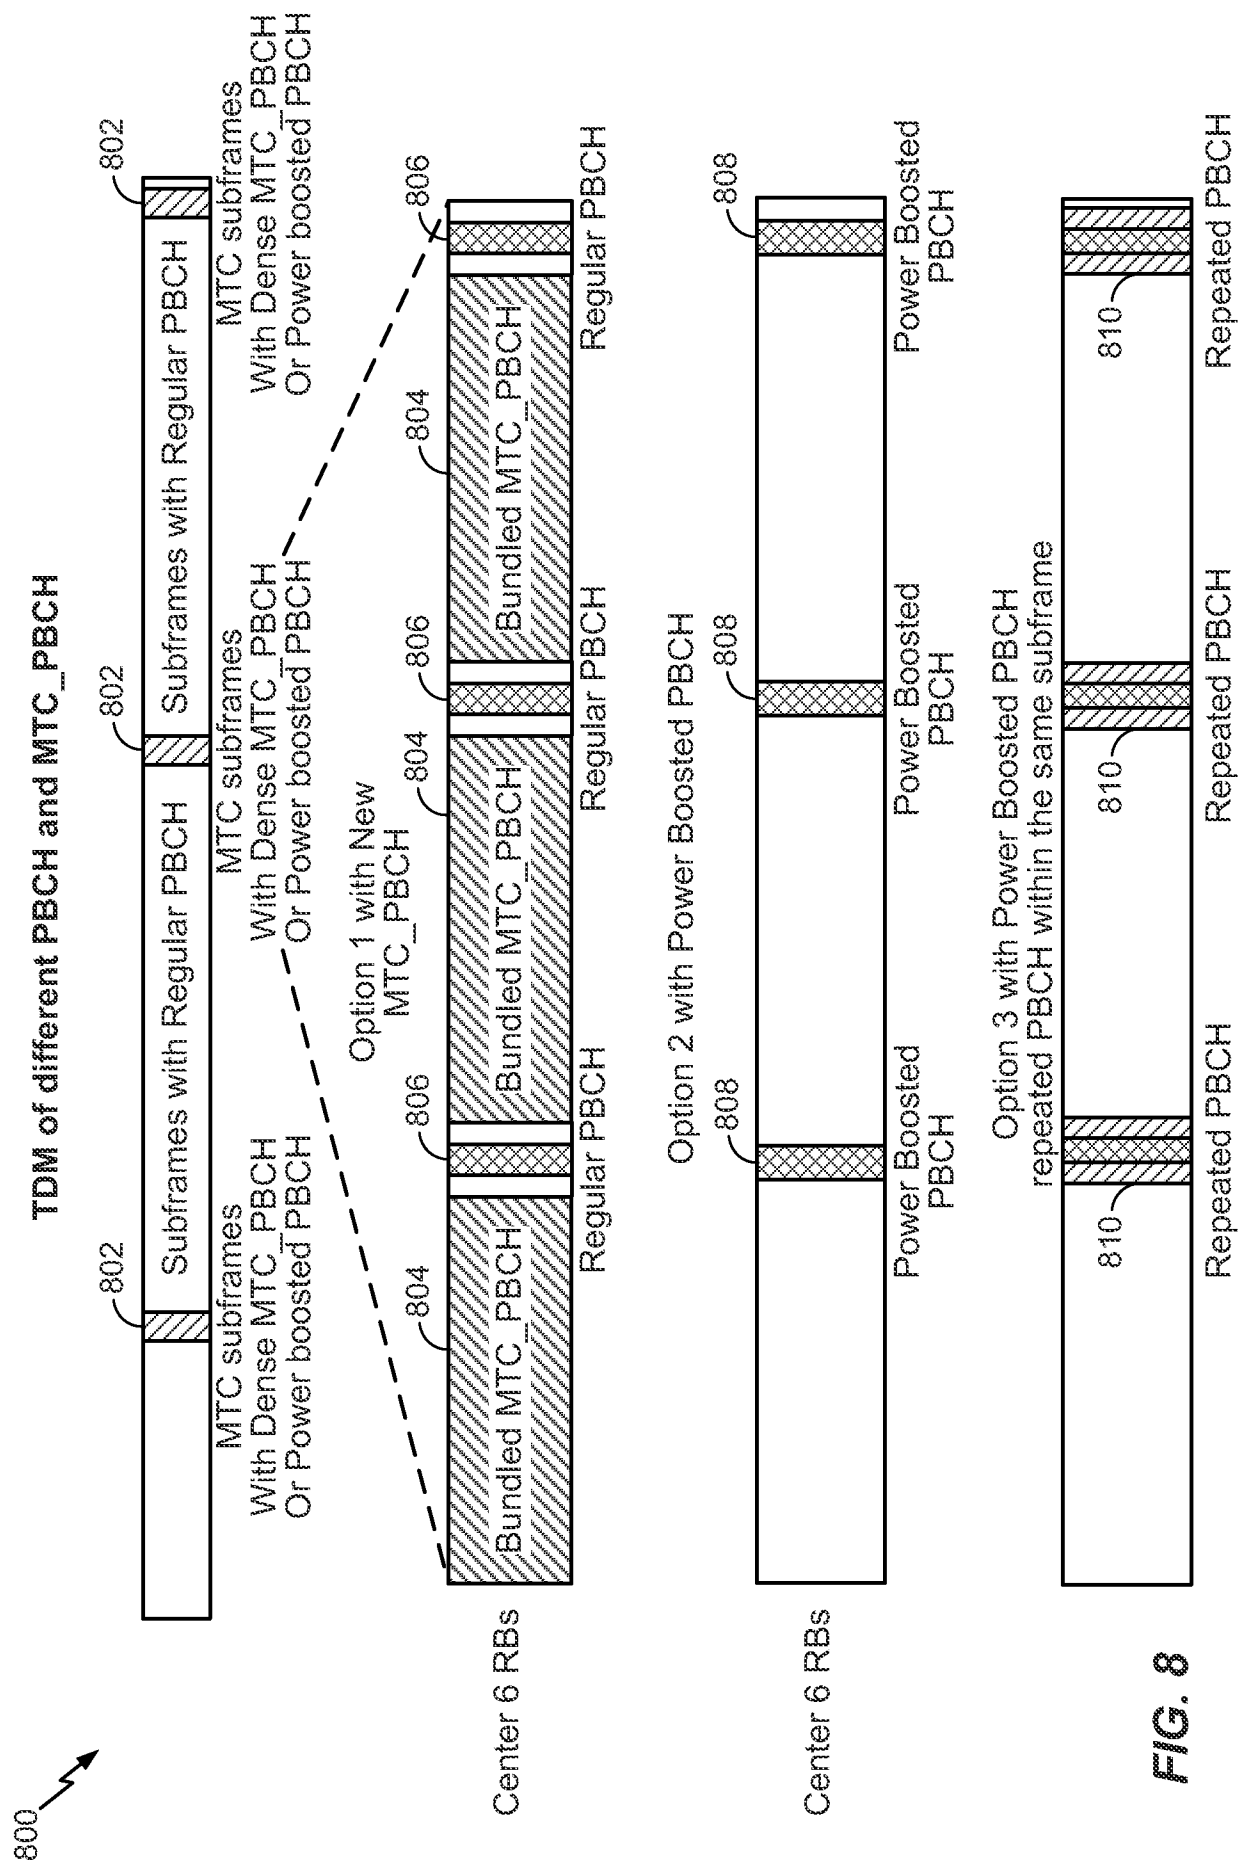 800
TDM of different PBCH and MTC_PBCH
802
802
802
Subframes with Regular PBCH
Subframes with Regular PBCH
MTC subframes
With Dense MTC_PBCH
Or Power boosted PBCH
MTC subframes
With Dense MTC_PBCH
Or Power boosted PBCH
MTC subframes
With Dense MTC_PBCH
Or Power boosted PBCH
Option 1 with New
MTC_PBCH
804
806
804
806
804
806
Center 6 RBs
Bundled MTC_PBCH
Bundled MTC_PBCH
Bundled MTC_PBCH
Regular PBCH
Regular PBCH
Regular PBCH
Option 2 with Power Boosted PBCH
808
808
808
Center 6 RBs
Power Boosted
PBCH
Power Boosted
PBCH
Power Boosted
PBCH
Option 3 with Power Boosted PBCH
repeated PBCH within the same subframe
810
810
810
Repeated PBCH
Repeated PBCH
Repeated PBCH
FIG. 8